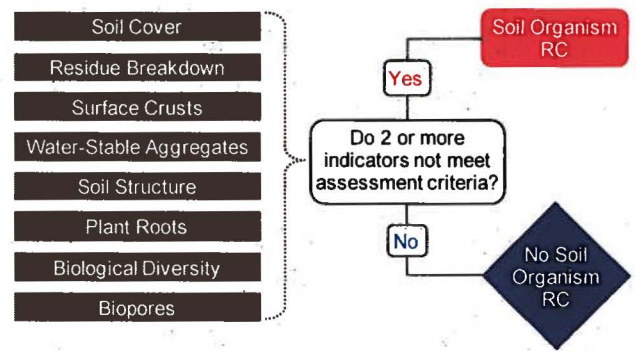 Soil Cover
Residue Breakdown
Surface Crusts
Water-Stable Aggregates
Soil Structure
Plant Roots
Biological Diversity
Biopores
Do 2 or more
indicators not meet
assessment criteria?
Yes
Soil Organism
RC
No
No Soil
Organism
RC